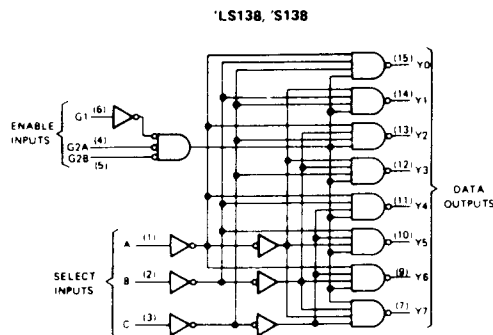 'LS138, 'S138
(15) Y0
(14) Y1
(13) Y2
(12) Y3
(11) Y4
(10) Y5
(9) Y6
(7) Y7
DATA
OUTPUTS
ENABLE
INPUTS
G1 (6)
G2A (4)
G2B (5)
SELECT
INPUTS
A (1)
B (2)
C (3)